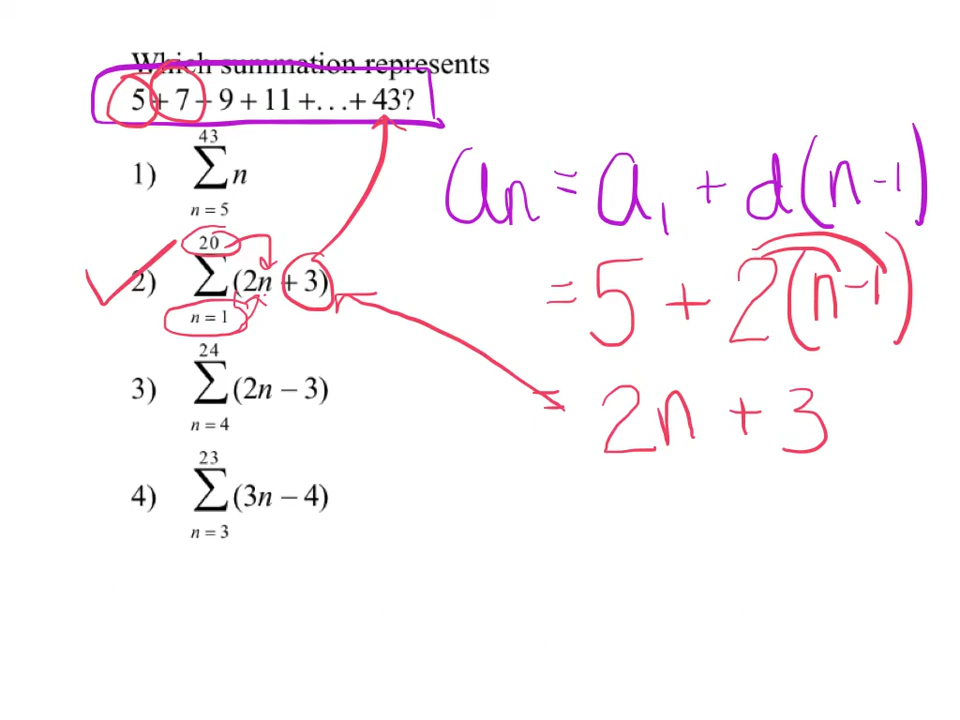 Which summation represents
5 + 7 + 9 + 11 +. . .+ 43?
1) 43 ∑ n n = 5
2) 20 ∑ (2n + 3) n = 1
3) 24 ∑ (2n – 3) n = 4
4) 23 ∑ (3n – 4) n = 3
an = a1 + d(n-1)
= 5 + 2(n-1)
= 2n + 3